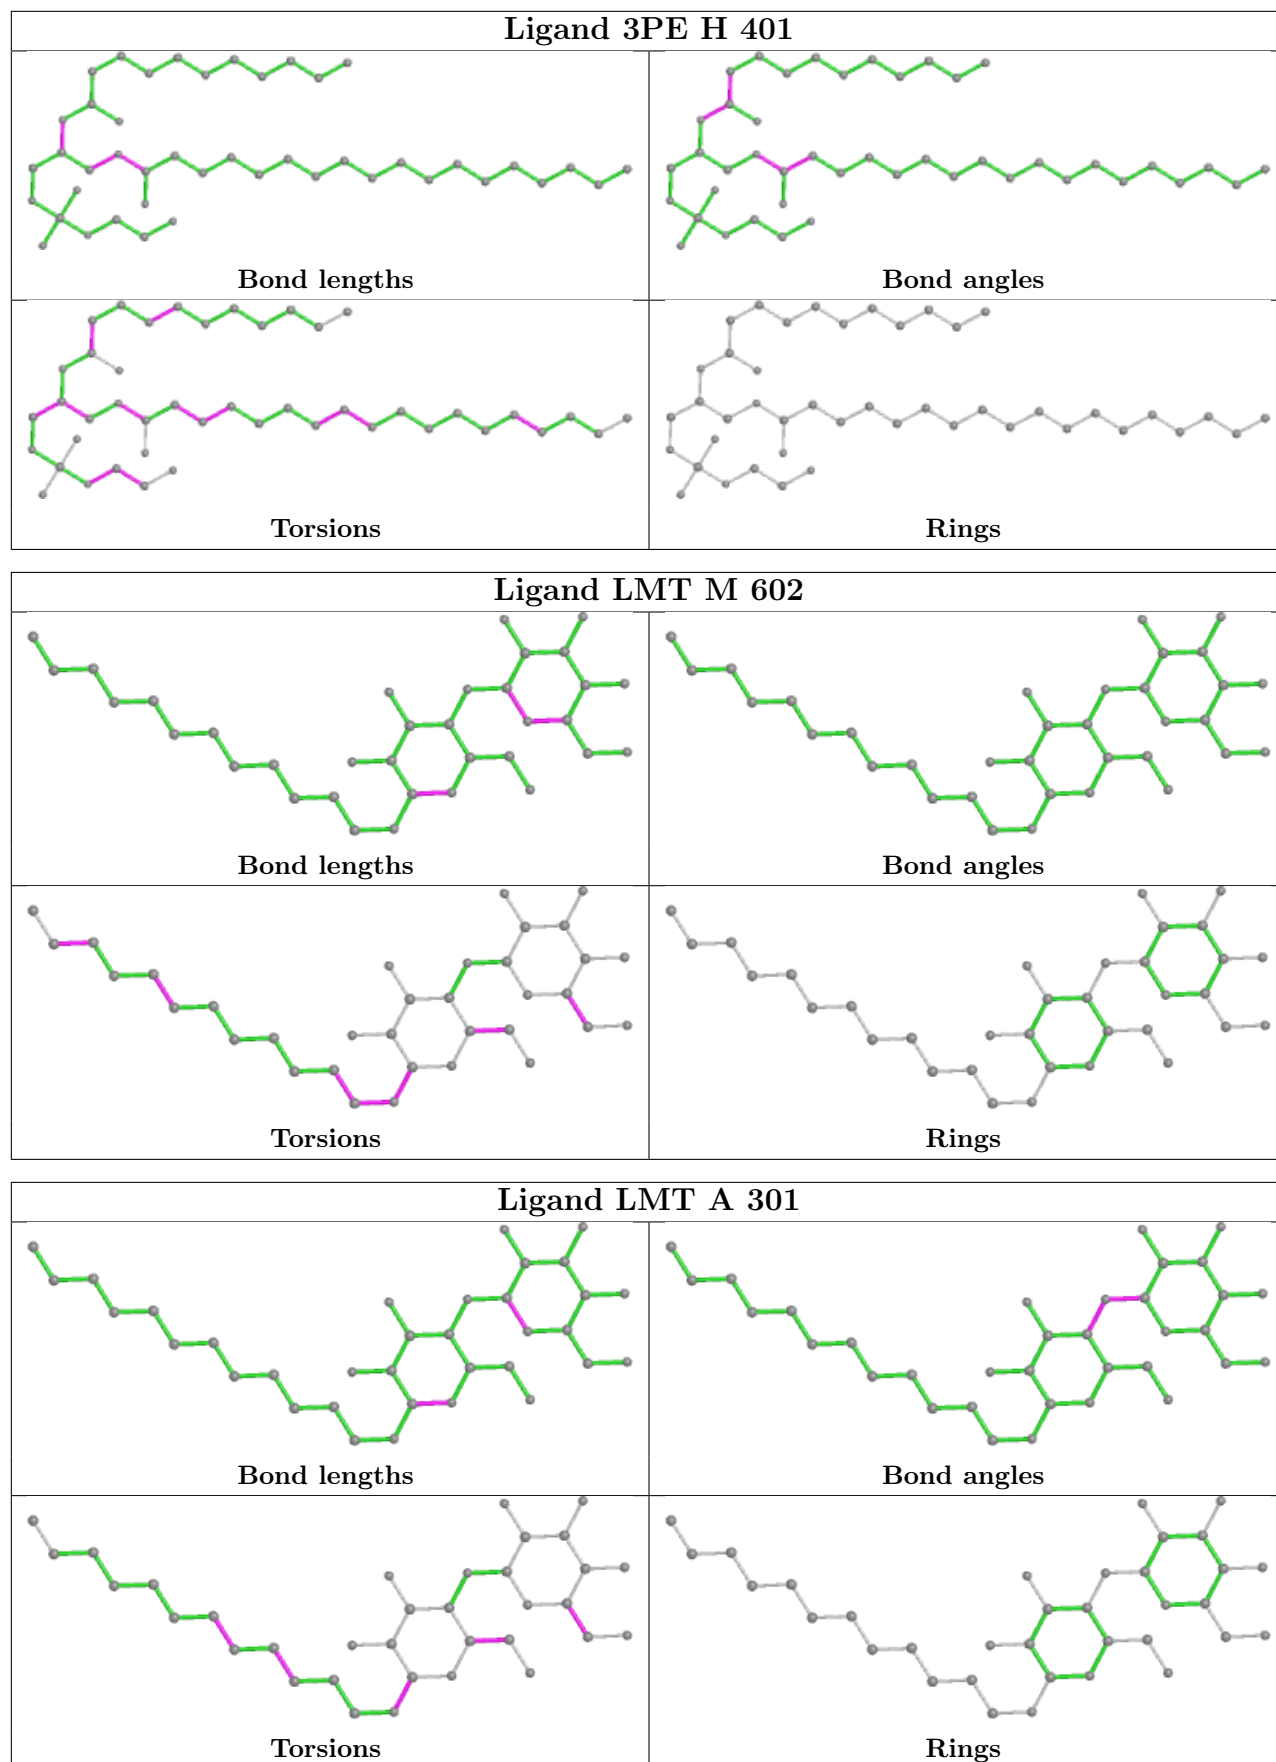 Ligand 3PE H 401
Bond lengths
Bond angles
Torsions
Rings
Ligand LMT M 602
Bond lengths
Bond angles
Torsions
Rings
Ligand LMT A 301
Bond lengths
Bond angles
Torsions
Rings